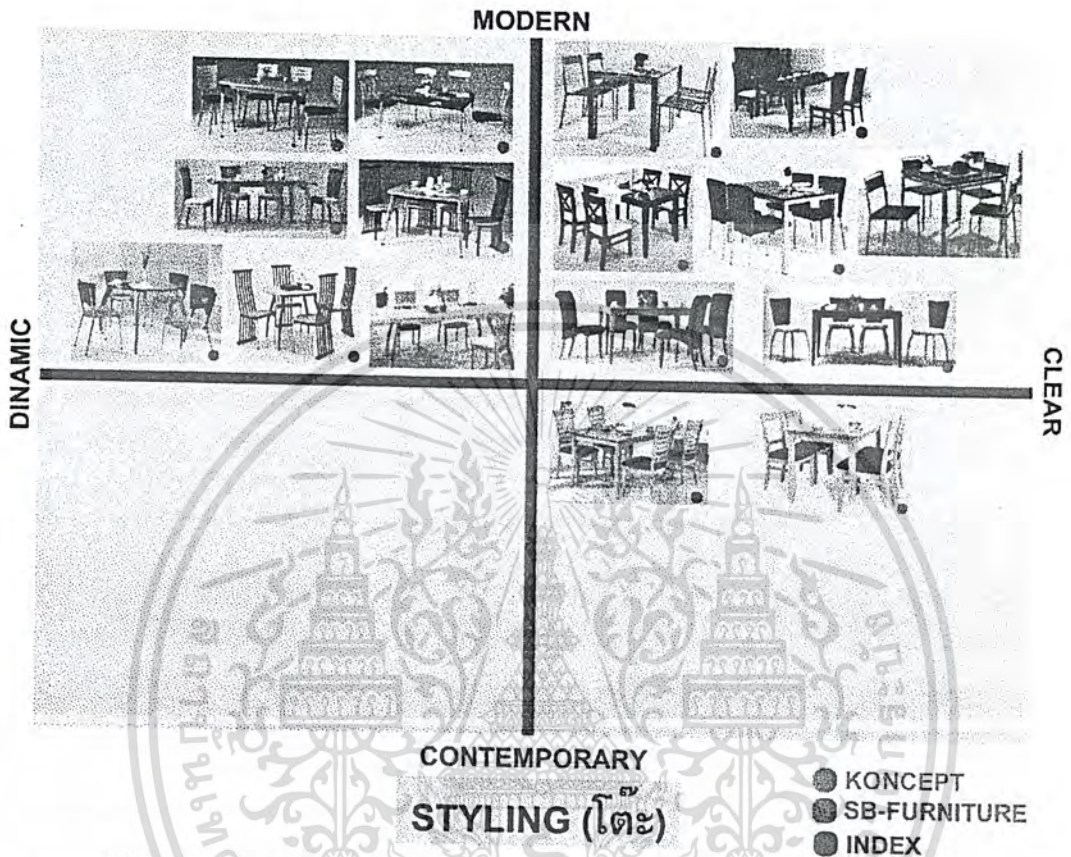 MODERN
DINAMIC
CLEAR
CONTEMPORARY
STYLING (โต๊ะ)
KONCEPT
SB-FURNITURE
INDEX